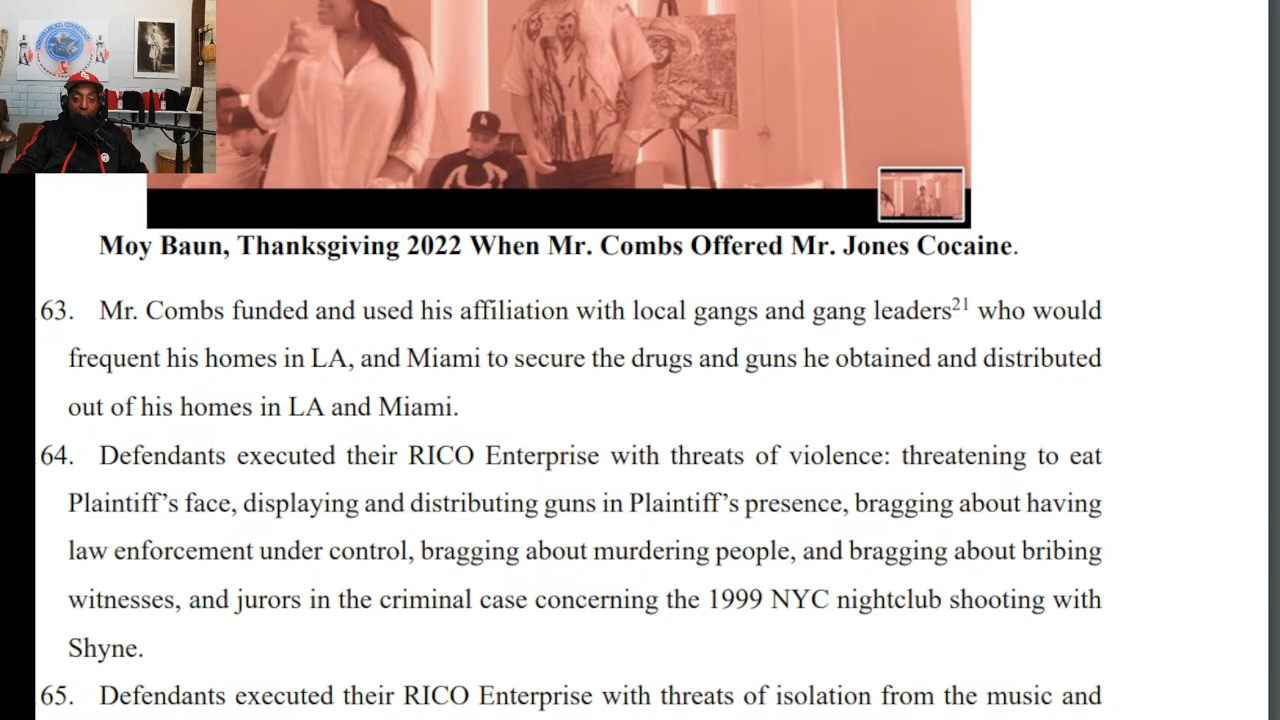 Moy Baun, Thanksgiving 2022 When Mr. Combs Offered Mr. Jones Cocaine.
63. Mr. Combs funded and used his affiliation with local gangs and gang leaders21 who would
frequent his homes in LA, and Miami to secure the drugs and guns he obtained and distributed
out of his homes in LA and Miami.
64. Defendants executed their RICO Enterprise with threats of violence: threatening to eat
Plaintiff’s face, displaying and distributing guns in Plaintiff’s presence, bragging about having
law enforcement under control, bragging about murdering people, and bragging about bribing
witnesses, and jurors in the criminal case concerning the 1999 NYC nightclub shooting with
Shyne.
65. Defendants executed their RICO Enterprise with threats of isolation from the music and